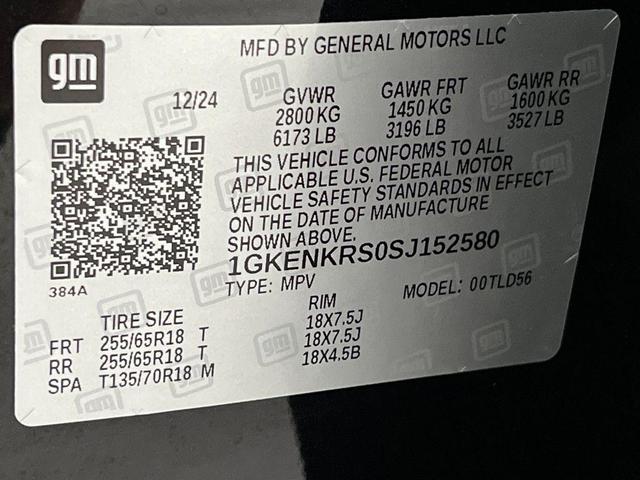 gm
MFD BY GENERAL MOTORS LLC
12/24 GVWR GAWR FRT GAWR RR
2800 KG 1450 KG 1600 KG
6173 LB 3196 LB 3527 LB
THIS VEHICLE CONFORMS TO ALL
APPLICABLE U.S. FEDERAL MOTOR
VEHICLE SAFETY STANDARDS IN EFFECT
ON THE DATE OF MANUFACTURE
SHOWN ABOVE.
1GKENKRS0SJ152580
384A
TYPE: MPV MODEL: 00TLD56
TIRE SIZE RIM
FRT 255/65R18 T 18X7.5J
RR 255/65R18 T 18X7.5J
SPA T135/70R18 M 18X4.5B